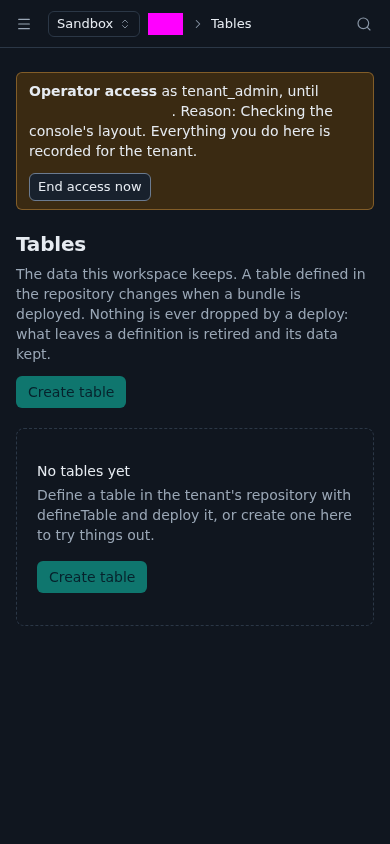 Sandbox Tables
Operator access as tenant_admin, until
. Reason: Checking the
console's layout. Everything you do here is
recorded for the tenant.
End access now
Tables
The data this workspace keeps. A table defined in
the repository changes when a bundle is
deployed. Nothing is ever dropped by a deploy:
what leaves a definition is retired and its data
kept.
Create table
No tables yet
Define a table in the tenant's repository with
defineTable and deploy it, or create one here
to try things out.
Create table